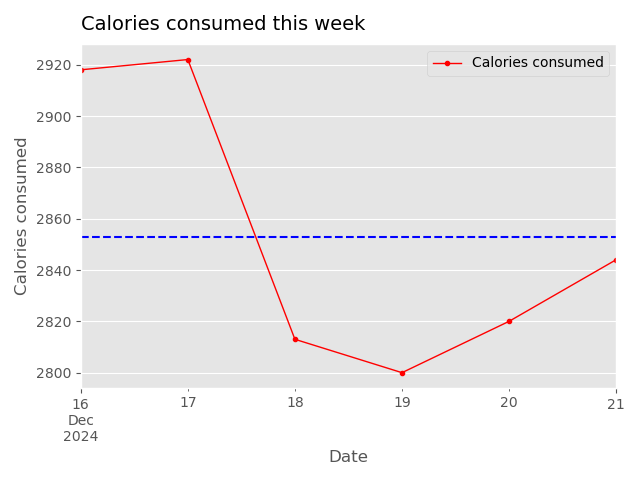 Calories consumed this week
Calories consumed
2920
2900
2880
2860
2840
2820
2800
Calories consumed
16 17 18 19 20 21
Dec
2024
Date